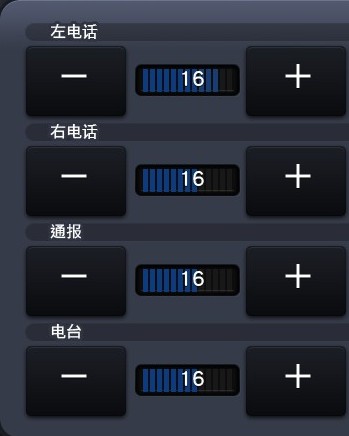 左电话
— 16 +
右电话
— 16 +
通报
— 16 +
电台
— 16 +